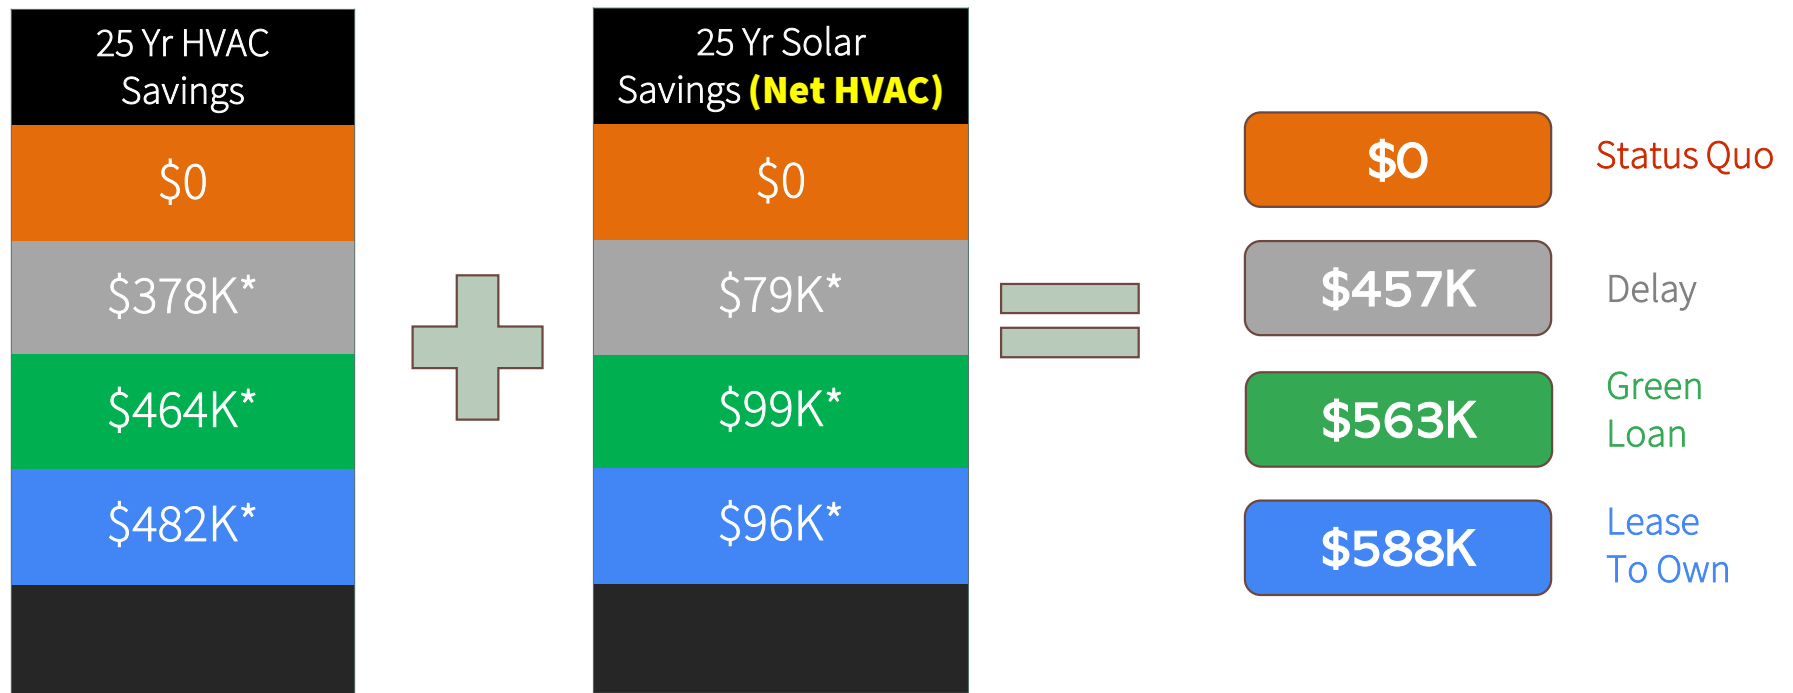 25 Yr HVAC
Savings
$0
$378K*
$464K*
$482K*
25 Yr Solar
Savings (Net HVAC)
$0
$79K*
$99K*
$96K*
$0
Status Quo
$457K
Delay
$563K
Green
Loan
$588K
Lease
To Own